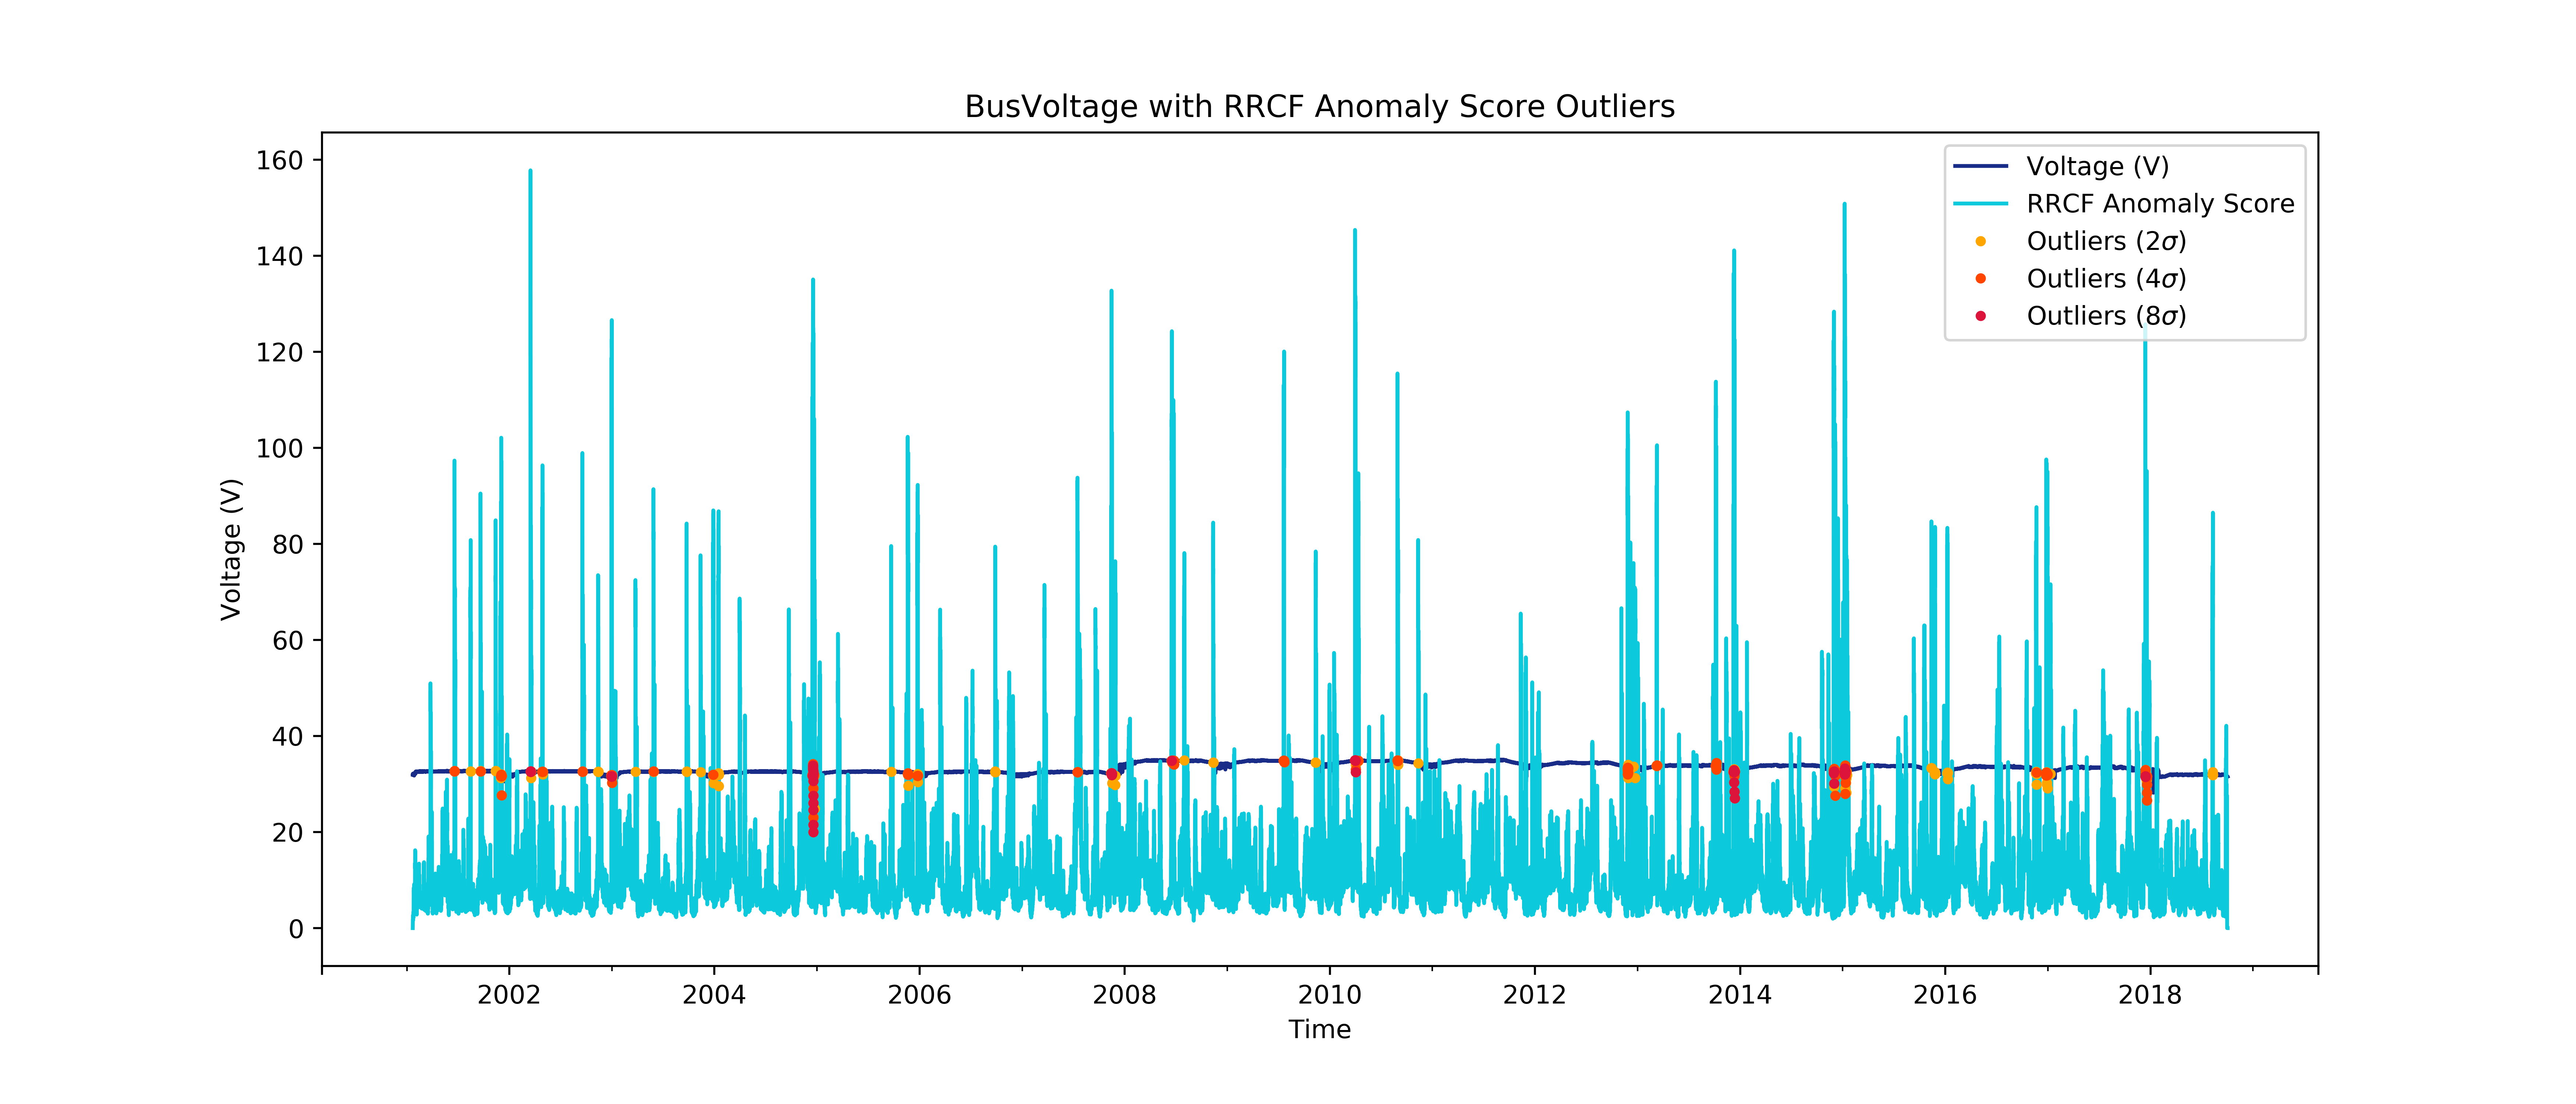 BusVoltage with RRCF Anomaly Score Outliers
Voltage (V)
RRCF Anomaly Score
Outliers (2σ)
Outliers (4σ)
Outliers (8σ)
160
140
120
100
80
60
40
20
0
Voltage (V)
2002 2004 2006 2008 2010 2012 2014 2016 2018
Time